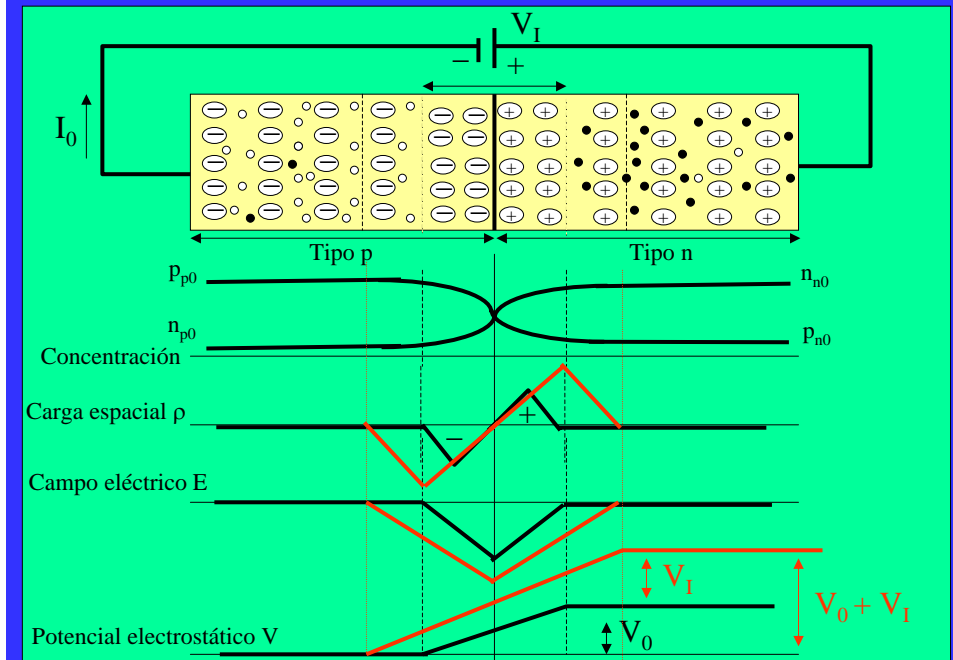 V_I
− +
I_0
Tipo p
Tipo n
p_p0
n_n0
n_p0
p_n0
Concentración
Carga espacial ρ
− +
Campo eléctrico E
V_I
V_0 + V_I
V_0
Potencial electrostático V